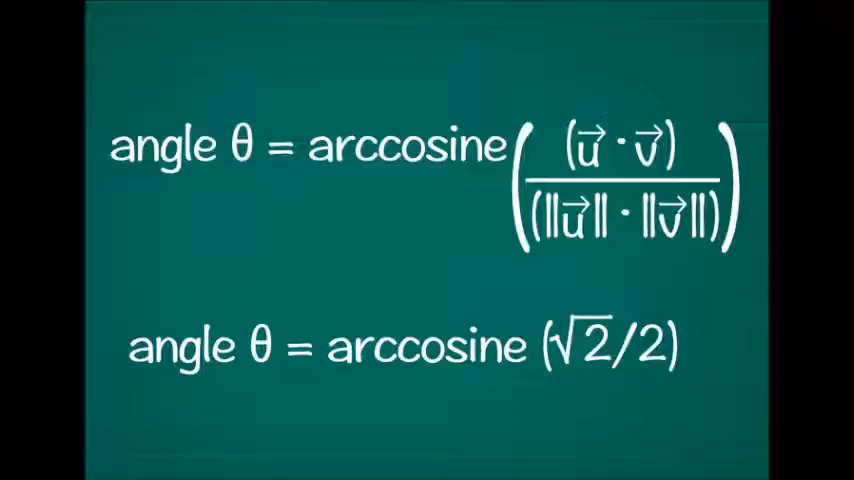 angle θ = arccosine( (u⃗ · v⃗) / (‖u⃗‖ · ‖v⃗‖) )
angle θ = arccosine (√2/2)